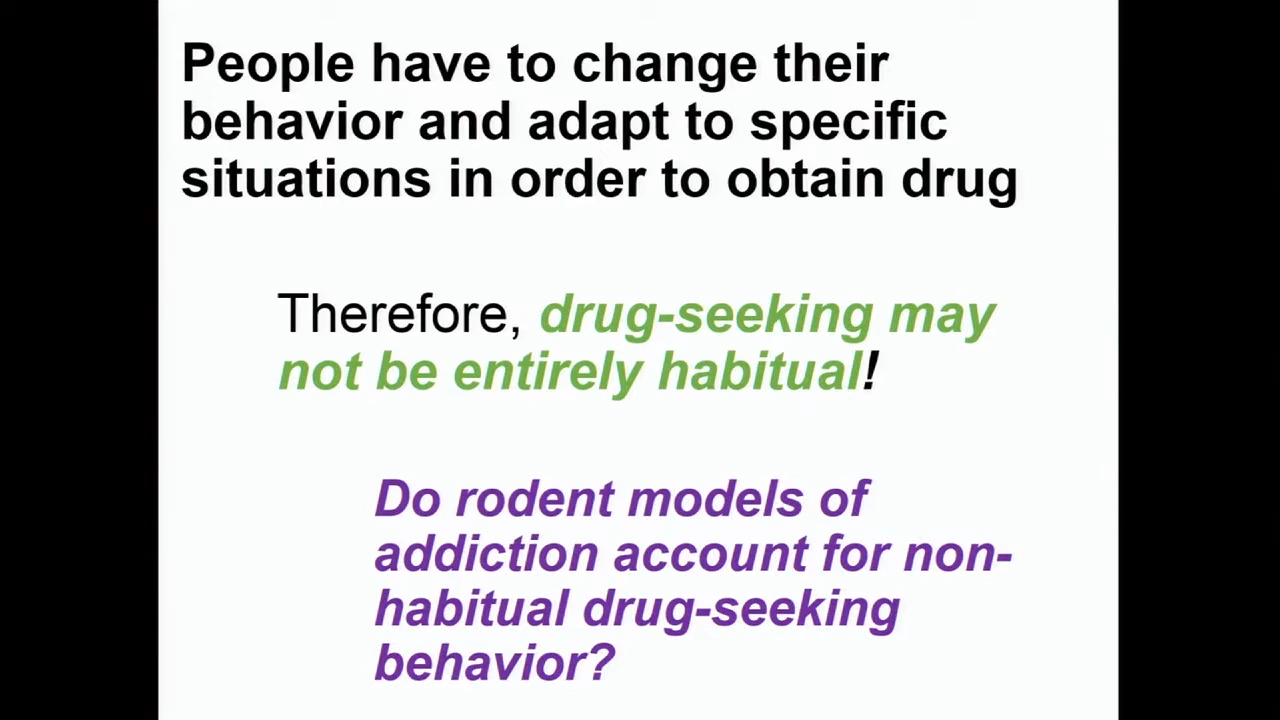 People have to change their
behavior and adapt to specific
situations in order to obtain drug
Therefore, drug-seeking may
not be entirely habitual!
Do rodent models of
addiction account for non-
habitual drug-seeking
behavior?